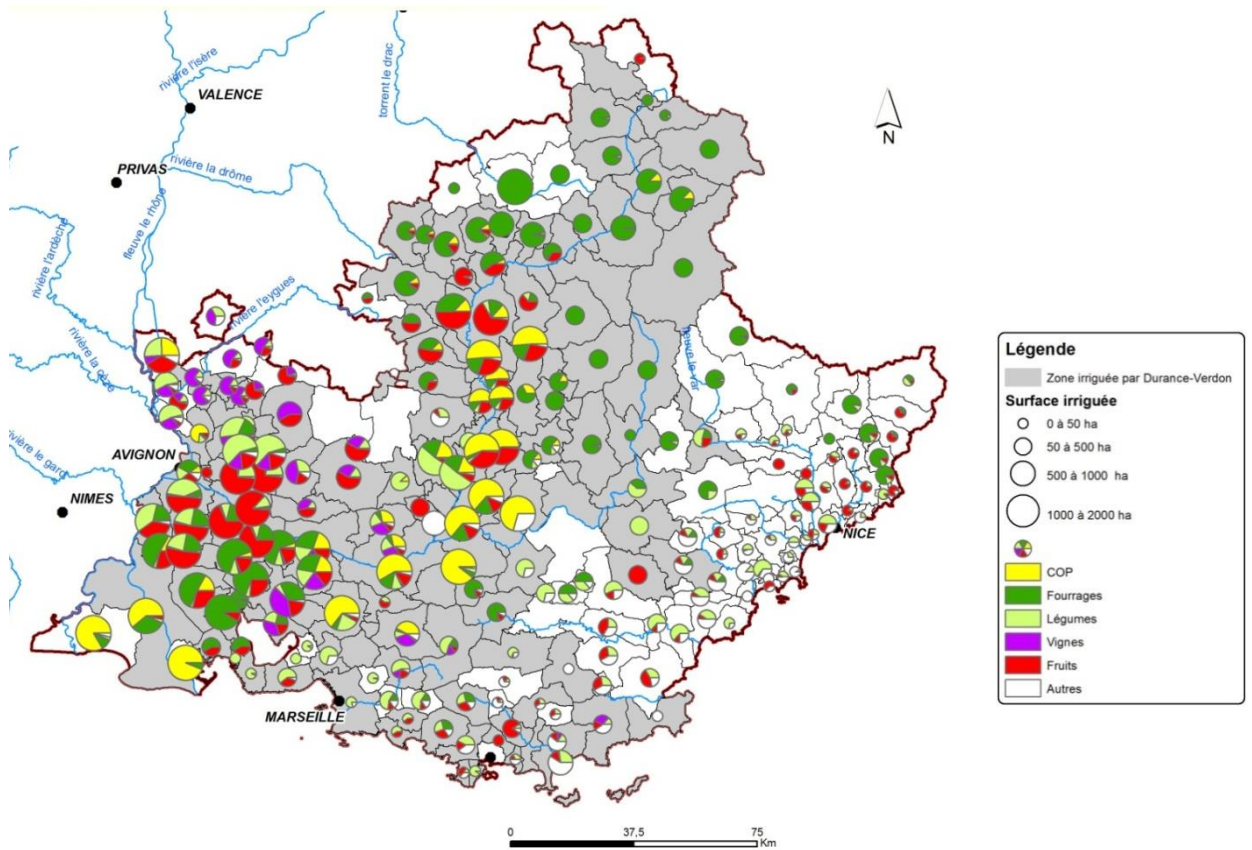 rivière l'isère
torrent le drac
VALENCE
N
PRIVAS
rivière la drôme
fleuve le rhône
rivière l'ardèche
rivière l'eygues
rivière la cèze
fleuve le var
rivière le gard
AVIGNON
NIMES
NICE
MARSEILLE
Légende
Zone irriguée par Durance-Verdon
Surface irriguée
0 à 50 ha
50 à 500 ha
500 à 1000 ha
1000 à 2000 ha
COP
Fourrages
Légumes
Vignes
Fruits
Autres
0 37,5 75
Km